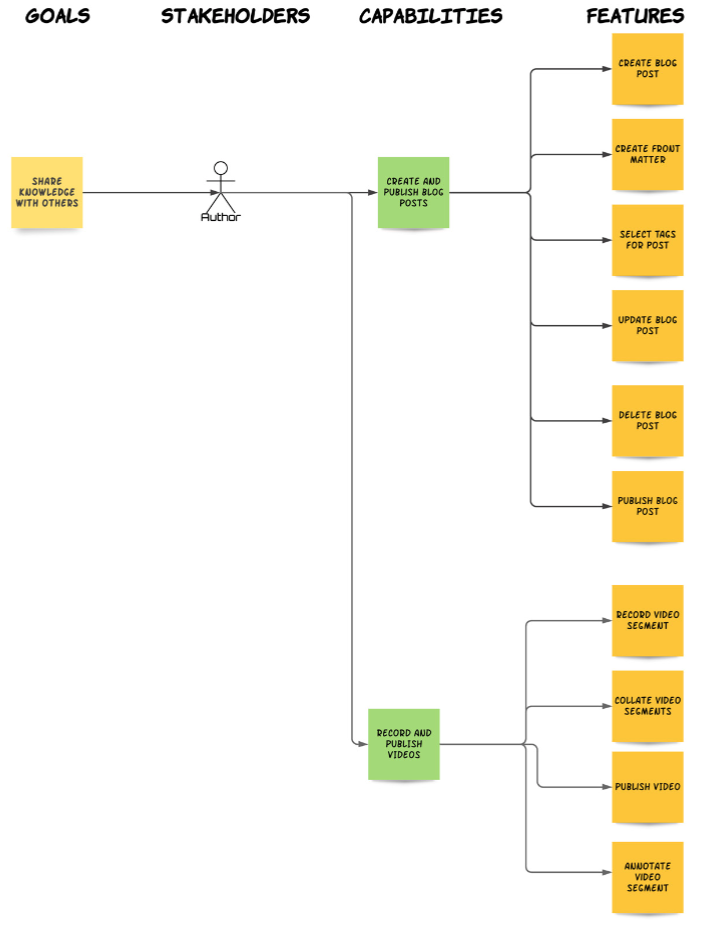 GOALS STAKEHOLDERS CAPABILITIES FEATURES
CREATE BLOG
POST
CREATE FRONT
MATTER
SHARE
KNOWLEDGE
WITH OTHERS
Author
CREATE AND
PUBLISH BLOG
POSTS
SELECT TAGS
FOR POST
UPDATE BLOG
POST
DELETE BLOG
POST
PUBLISH BLOG
POST
RECORD VIDEO
SEGMENT
COLLATE VIDEO
SEGMENTS
RECORD AND
PUBLISH
VIDEOS
PUBLISH VIDEO
ANNOTATE
VIDEO
SEGMENT